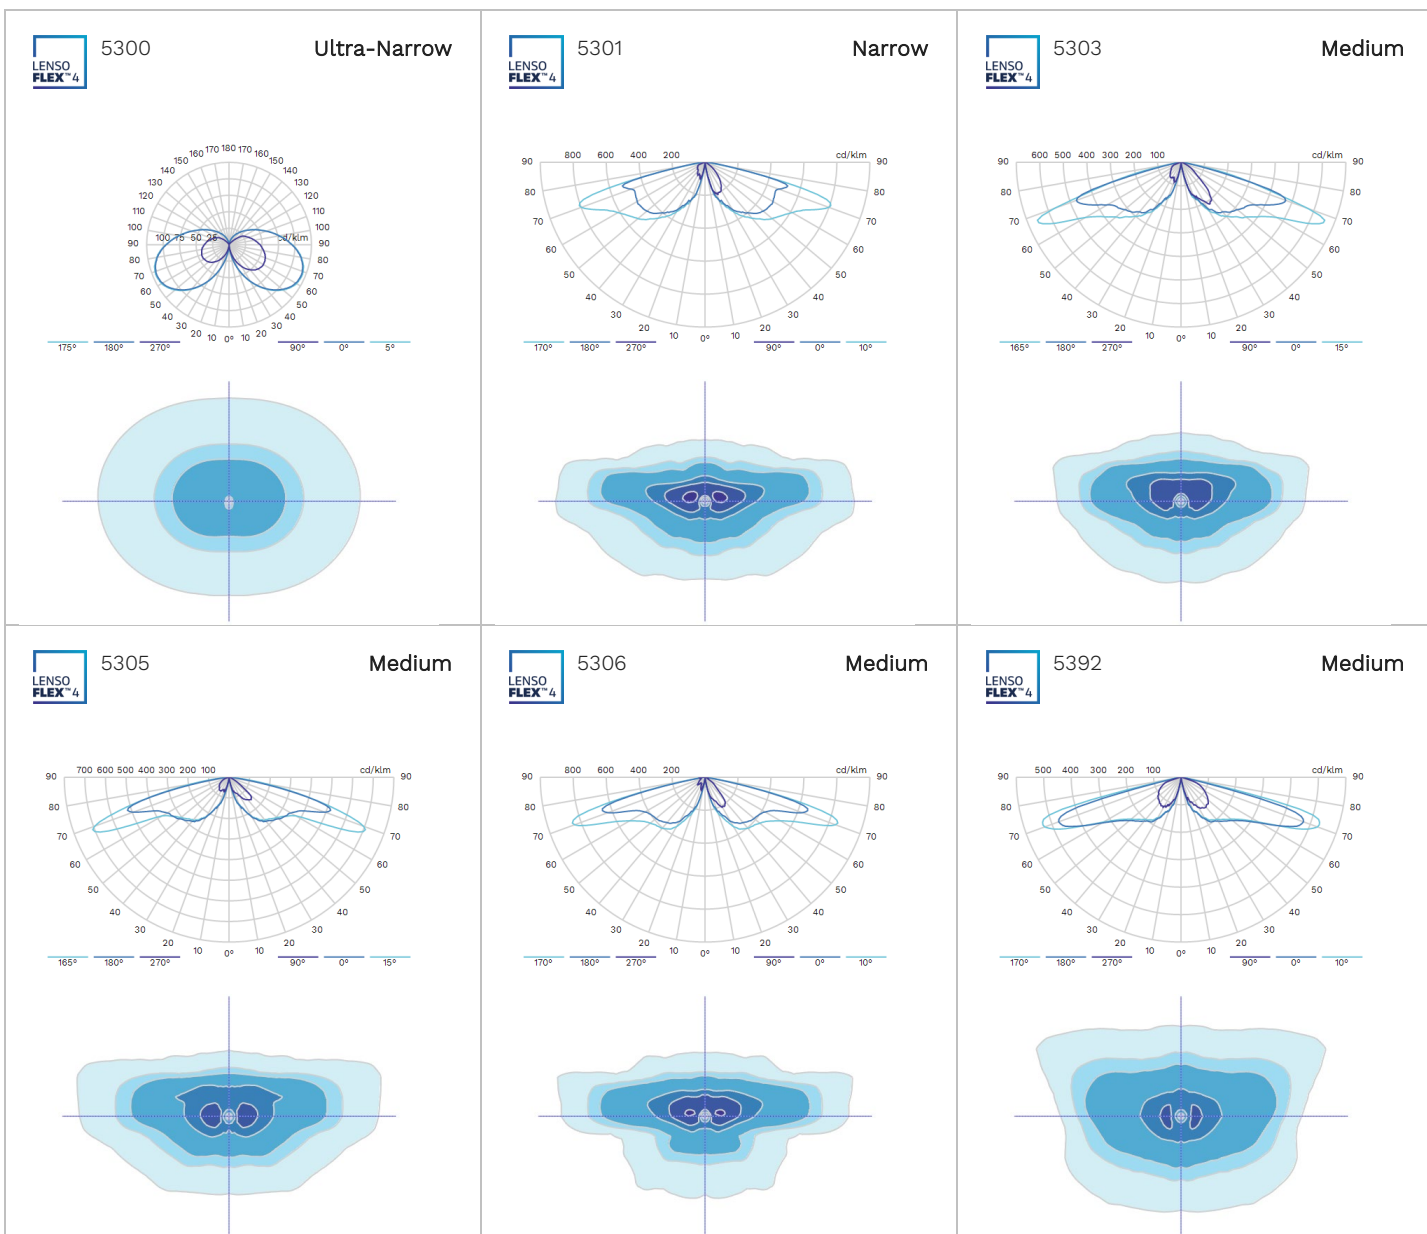 5300 Ultra-Narrow
LENSO
FLEX™4
180
170 170
160 160
150 150
140 140
130 130
120 120
110 110
100 100
90 100 75 50 25 cd/klm 90
80 80
70 70
60 60
50 50
40 40
30 30
20 20
10 0° 10
175° 180° 270° 90° 0° 5°
5301 Narrow
LENSO
FLEX™4
90 800 600 400 200 cd/klm 90
80 80
70 70
60 60
50 50
40 40
30 30
20 20
10 0° 10
170° 180° 270° 90° 0° 10°
5303 Medium
LENSO
FLEX™4
90 600 500 400 300 200 100 cd/klm 90
80 80
70 70
60 60
50 50
40 40
30 30
20 20
10 0° 10
165° 180° 270° 90° 0° 15°
5305 Medium
LENSO
FLEX™4
90 700 600 500 400 300 200 100 cd/klm 90
80 80
70 70
60 60
50 50
40 40
30 30
20 20
10 0° 10
165° 180° 270° 90° 0° 15°
5306 Medium
LENSO
FLEX™4
90 800 600 400 200 cd/klm 90
80 80
70 70
60 60
50 50
40 40
30 30
20 20
10 0° 10
170° 180° 270° 90° 0° 10°
5392 Medium
LENSO
FLEX™4
90 500 400 300 200 100 cd/klm 90
80 80
70 70
60 60
50 50
40 40
30 30
20 20
10 0° 10
170° 180° 270° 90° 0° 10°